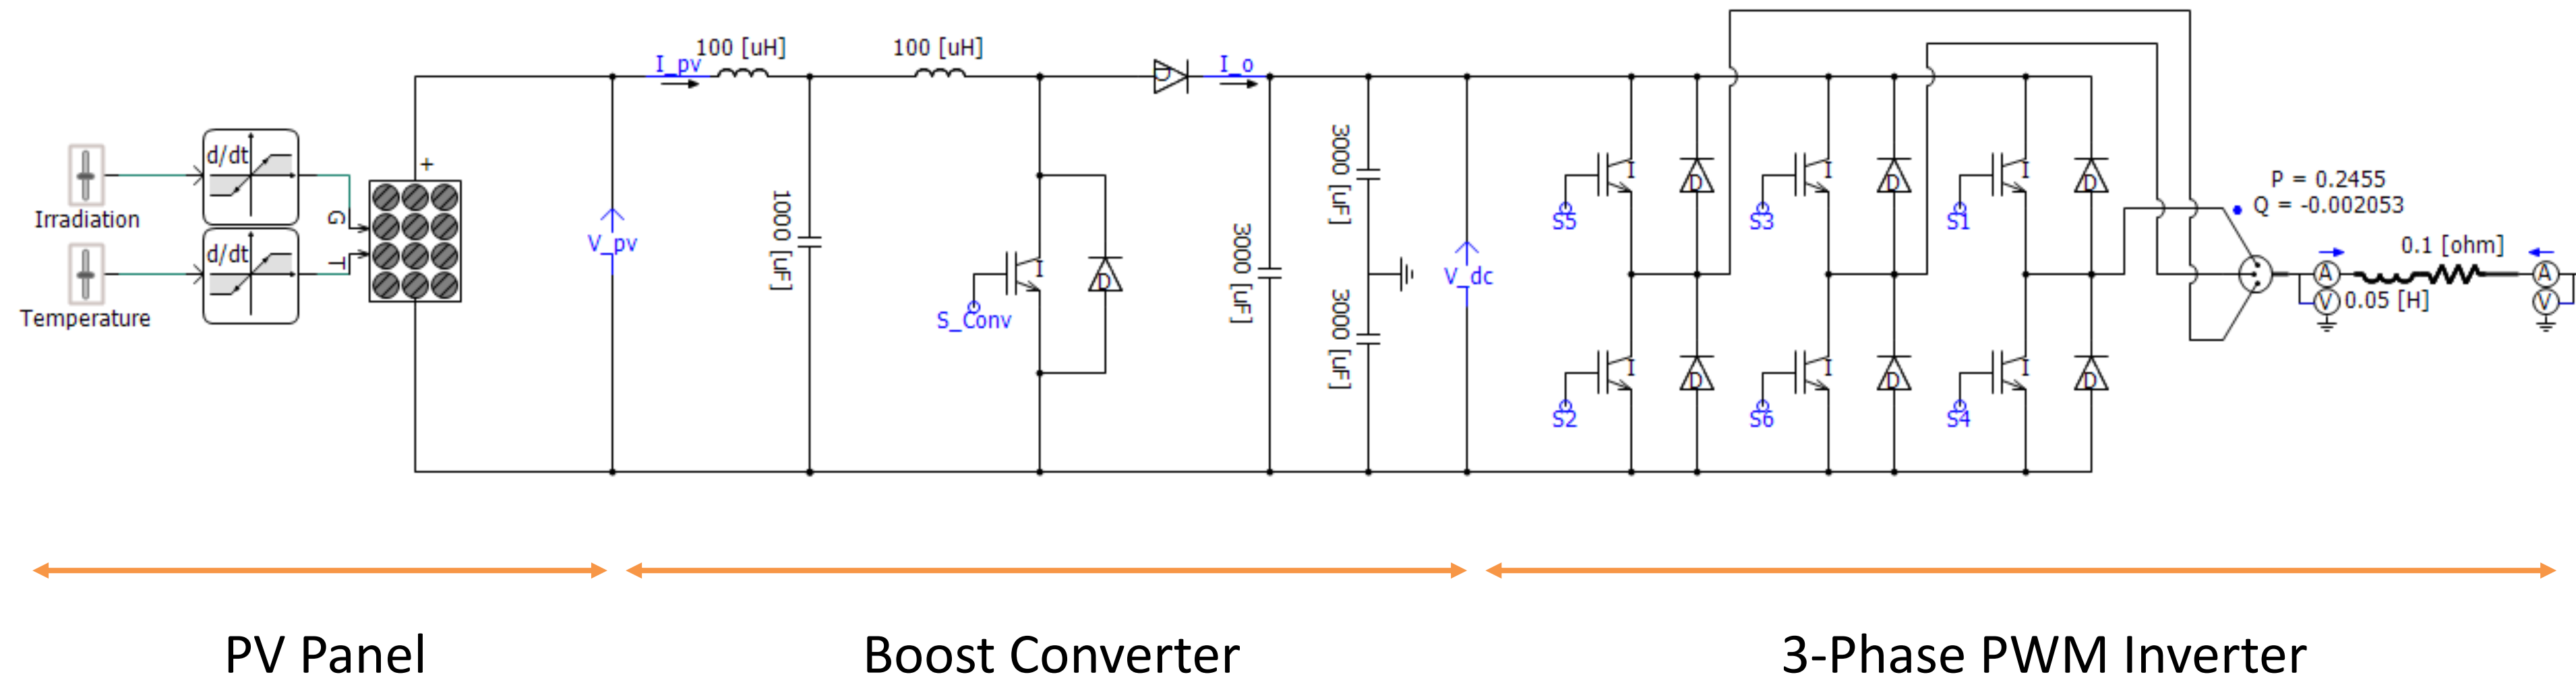 Irradiation
Temperature
d/dt
d/dt
G
T
+
V_pv
I_pv
100 [uH]
1000 [uF]
100 [uH]
S_Conv
I
D
D
I_o
3000 [uF]
3000 [uF]
3000 [uF]
V_dc
S5
I
D
S3
I
D
S1
I
D
S2
I
D
S6
I
D
S4
I
D
P = 0.2455
Q = -0.002053
A
V
0.05 [H]
0.1 [ohm]
A
V
PV Panel
Boost Converter
3-Phase PWM Inverter